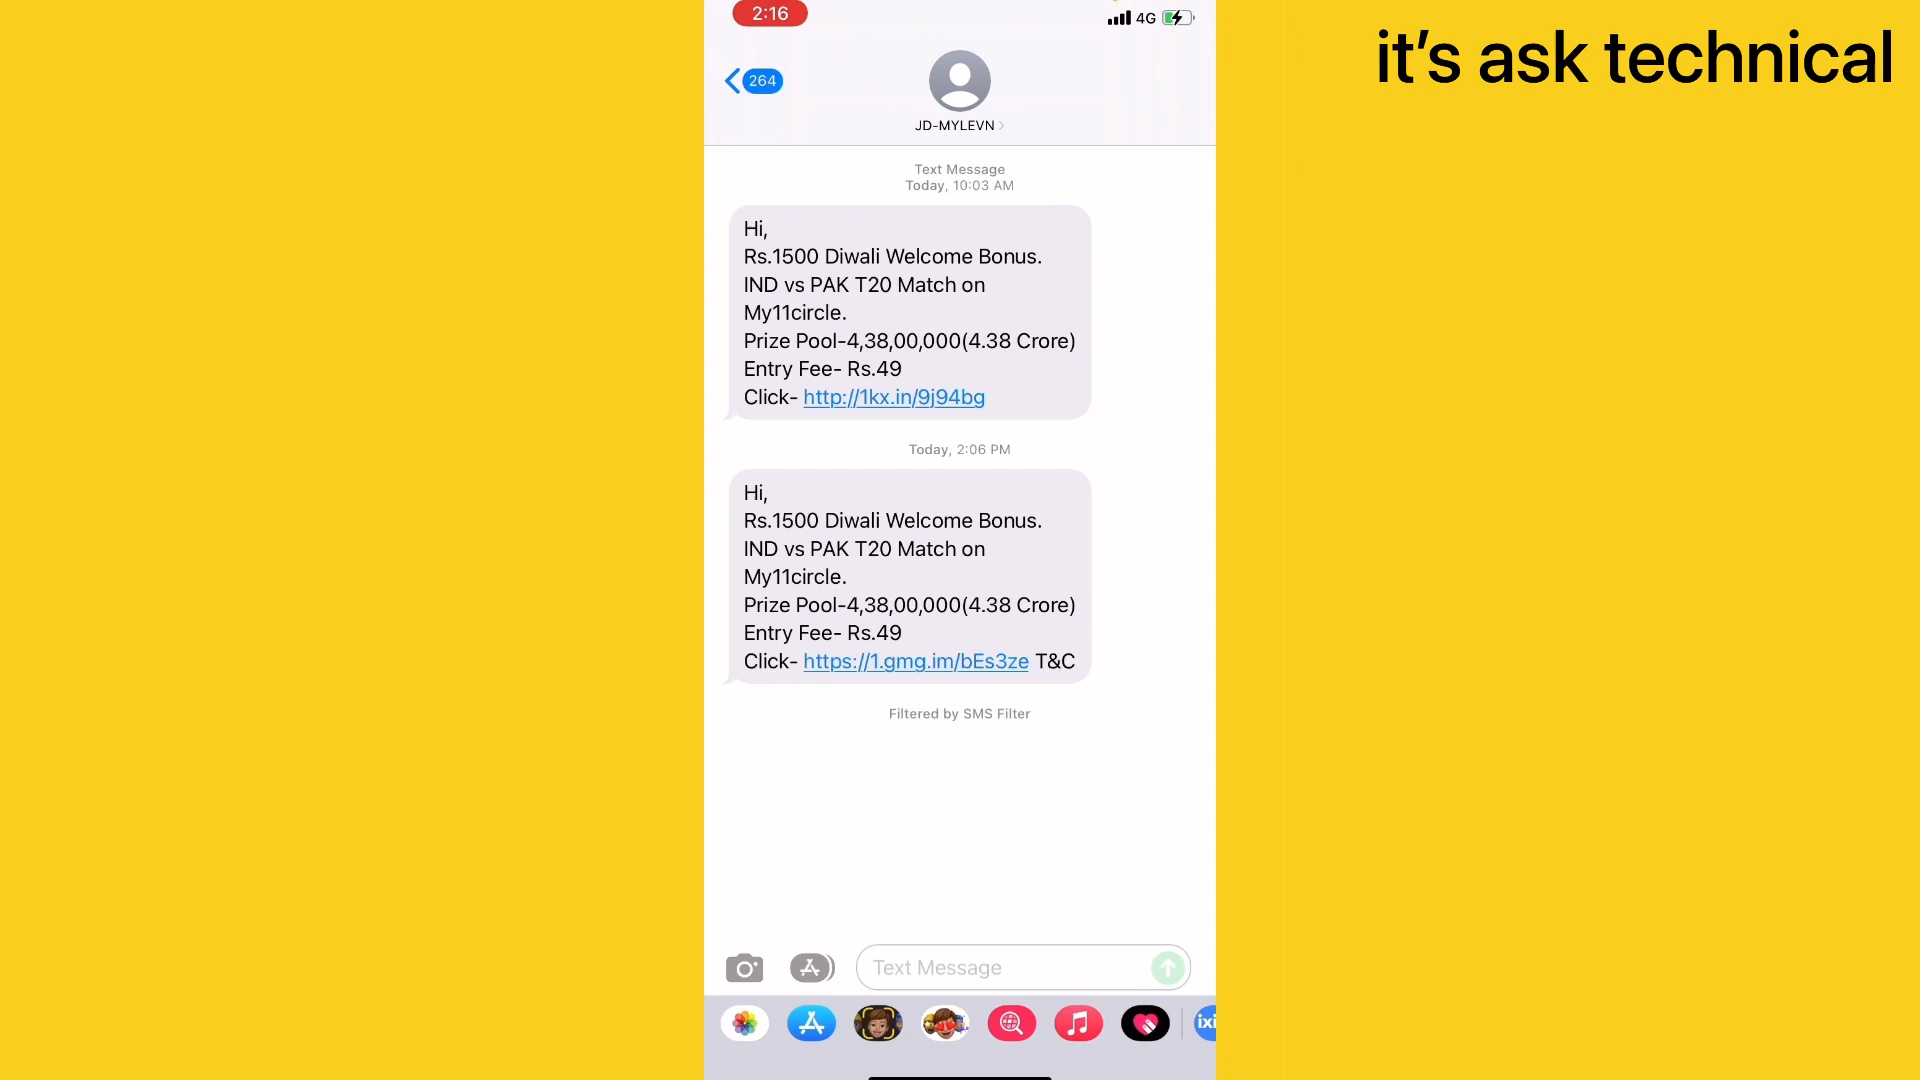 2:16
4G
it’s ask technical
264
JD-MYLEVN
Text Message
Today, 10:03 AM
Hi,
Rs.1500 Diwali Welcome Bonus.
IND vs PAK T20 Match on
My11circle.
Prize Pool-4,38,00,000(4.38 Crore)
Entry Fee- Rs.49
Click- http://1kx.in/9j94bg
Today, 2:06 PM
Hi,
Rs.1500 Diwali Welcome Bonus.
IND vs PAK T20 Match on
My11circle.
Prize Pool-4,38,00,000(4.38 Crore)
Entry Fee- Rs.49
Click- https://1.gmg.im/bEs3ze T&C
Filtered by SMS Filter
Text Message
ixi